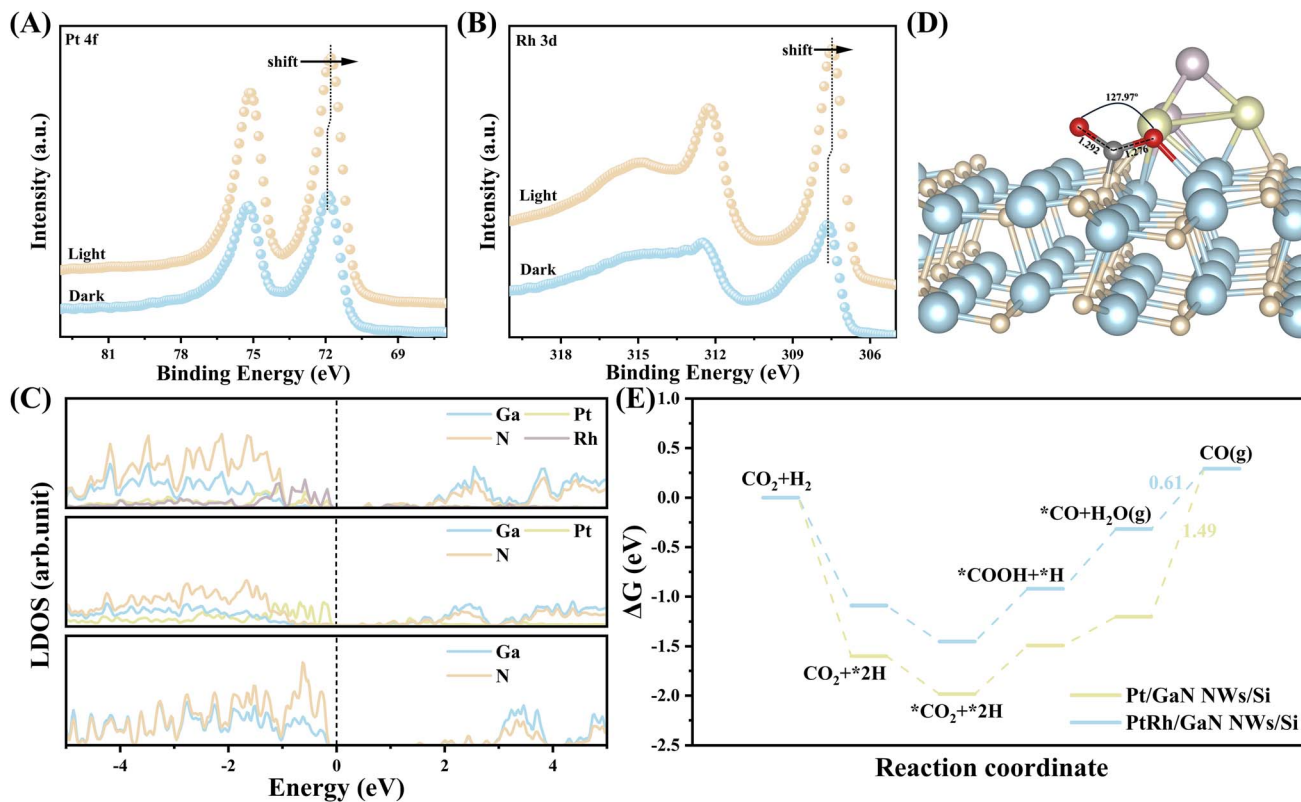 (A)
Pt 4f
shift
Light
Dark
Intensity (a.u.)
81 78 75 72 69
Binding Energy (eV)
(B)
Rh 3d
shift
Light
Dark
Intensity (a.u.)
318 315 312 309 306
Binding Energy (eV)
(D)
127.97°
1.292
1.276
(C)
Ga Pt
N Rh
Ga Pt
N
Ga
N
LDOS (arb.unit)
-4 -2 0 2 4
Energy (eV)
(E)
1.0
0.5
0.0
-0.5
-1.0
-1.5
-2.0
-2.5
ΔG (eV)
CO₂+H₂
CO₂+*2H
*CO₂+*2H
*COOH+*H
*CO+H₂O(g)
CO(g)
0.61
1.49
Pt/GaN NWs/Si
PtRh/GaN NWs/Si
Reaction coordinate